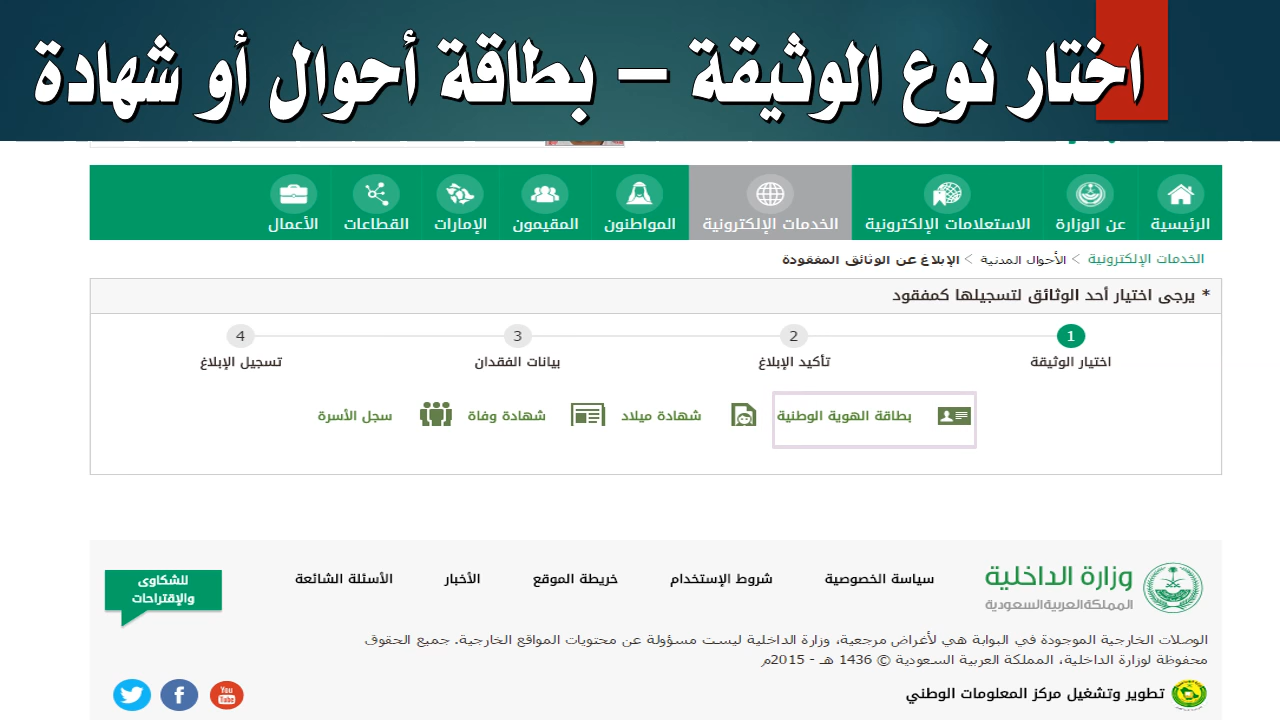 اختار نوع الوثيقة – بطاقة أحوال أو شهادة
الرئيسية عن الوزارة الاستعلامات الإلكترونية الخدمات الإلكترونية المواطنون المقيمون الإمارات القطاعات الأعمال
الخدمات الإلكترونية > الأحوال المدنية > الإبلاغ عن الوثائق المفقودة
* يرجى اختيار أحد الوثائق لتسجيلها كمفقود
1 2 3 4
اختيار الوثيقة تأكيد الإبلاغ بيانات الفقدان تسجيل الإبلاغ
بطاقة الهوية الوطنية شهادة ميلاد شهادة وفاة سجل الأسرة
وزارة الداخلية
المملكة العربية السعودية
سياسة الخصوصية شروط الإستخدام خريطة الموقع الأخبار الأسئلة الشائعة
للشكاوى
والإقتراحات
الوصلات الخارجية الموجودة في البوابة هي لأغراض مرجعية، وزارة الداخلية ليست مسؤولة عن محتويات المواقع الخارجية. جميع الحقوق
محفوظة لوزارة الداخلية، المملكة العربية السعودية © 1436 هـ - 2015م
تطوير وتشغيل مركز المعلومات الوطني
You
Tube